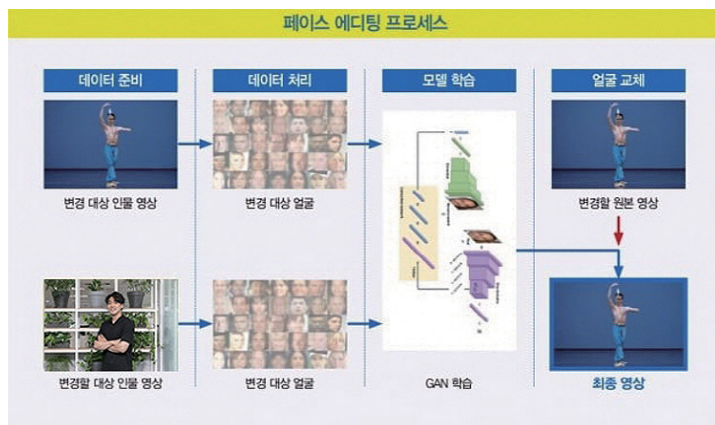 페이스 에디팅 프로세스
데이터 준비
데이터 처리
모델 학습
얼굴 교체
변경 대상 인물 영상
변경 대상 얼굴
변경할 원본 영상
변경할 대상 인물 영상
변경 대상 얼굴
GAN 학습
최종 영상